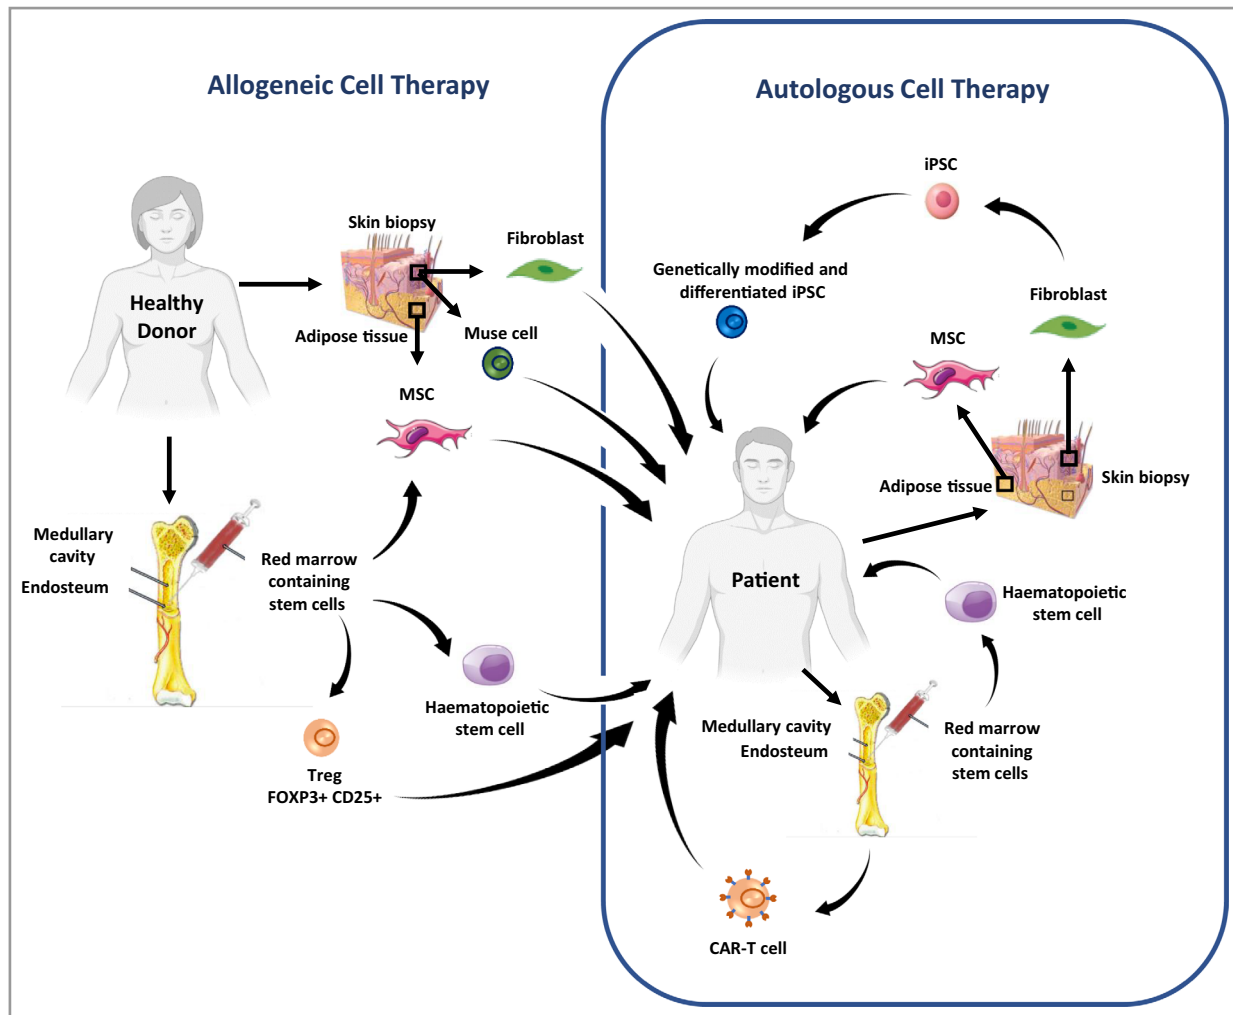 Allogeneic Cell Therapy
Healthy
Donor
Skin biopsy
Fibroblast
Adipose tissue
Muse cell
MSC
Medullary
cavity
Endosteum
Red marrow
containing
stem cells
Haematopoietic
stem cell
Treg
FOXP3+ CD25+
Autologous Cell Therapy
iPSC
Genetically modified and
differentiated iPSC
Fibroblast
MSC
Adipose tissue
Skin biopsy
Patient
Haematopoietic
stem cell
Medullary cavity
Endosteum
Red marrow
containing
stem cells
CAR-T cell